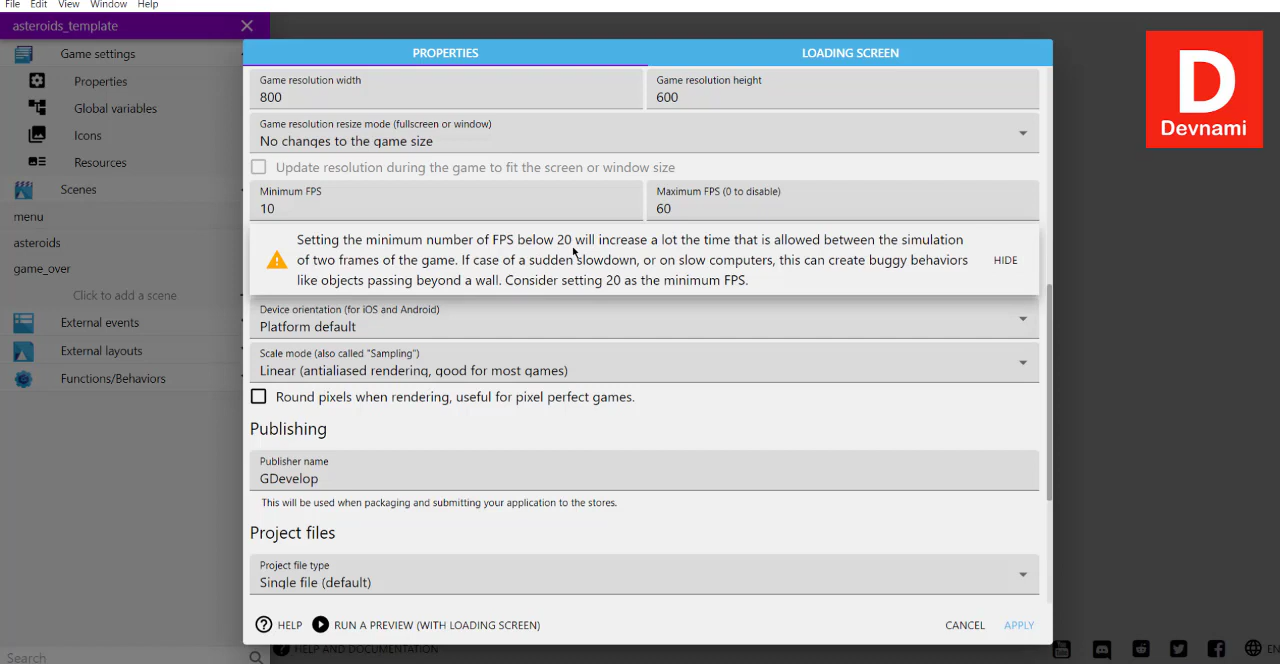 File Edit View Window Help
asteroids_template
Game settings
Properties
Global variables
Icons
Resources
Scenes
menu
asteroids
game_over
Click to add a scene
External events
External layouts
Functions/Behaviors
Search
PROPERTIES
LOADING SCREEN
Game resolution width
800
Game resolution height
600
Game resolution resize mode (fullscreen or window)
No changes to the game size
Update resolution during the game to fit the screen or window size
Minimum FPS
10
Maximum FPS (0 to disable)
60
Setting the minimum number of FPS below 20 will increase a lot the time that is allowed between the simulation
of two frames of the game. If case of a sudden slowdown, or on slow computers, this can create buggy behaviors
like objects passing beyond a wall. Consider setting 20 as the minimum FPS.
HIDE
Device orientation (for iOS and Android)
Platform default
Scale mode (also called "Sampling")
Linear (antialiased rendering, good for most games)
Round pixels when rendering, useful for pixel perfect games.
Publishing
Publisher name
GDevelop
This will be used when packaging and submitting your application to the stores.
Project files
Project file type
Single file (default)
HELP
RUN A PREVIEW (WITH LOADING SCREEN)
CANCEL
APPLY
HELP AND DOCUMENTATION
EN
D
Devnami